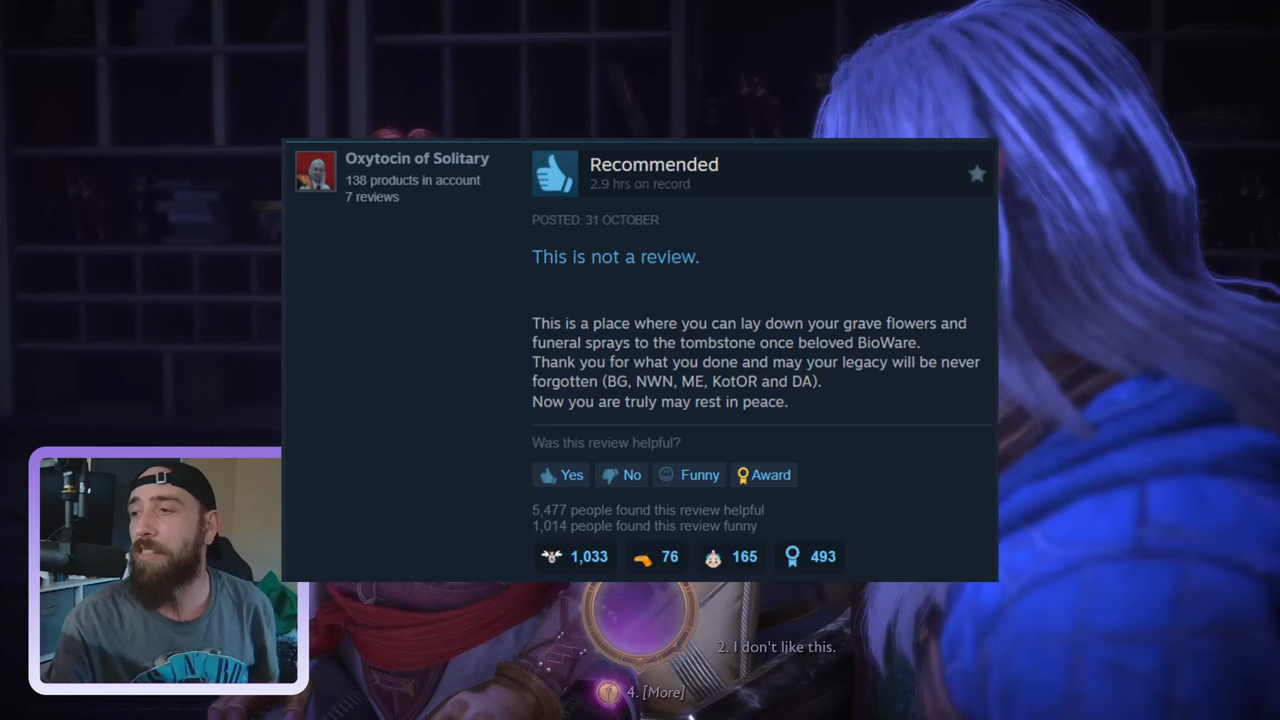 Oxytocin of Solitary
138 products in account
7 reviews
Recommended
2.9 hrs on record
POSTED: 31 OCTOBER
This is not a review.
This is a place where you can lay down your grave flowers and
funeral sprays to the tombstone once beloved BioWare.
Thank you for what you done and may your legacy will be never
forgotten (BG, NWN, ME, KotOR and DA).
Now you are truly may rest in peace.
Was this review helpful?
Yes No Funny Award
5,477 people found this review helpful
1,014 people found this review funny
1,033 76 165 493
2. I don't like this.
4. [More]